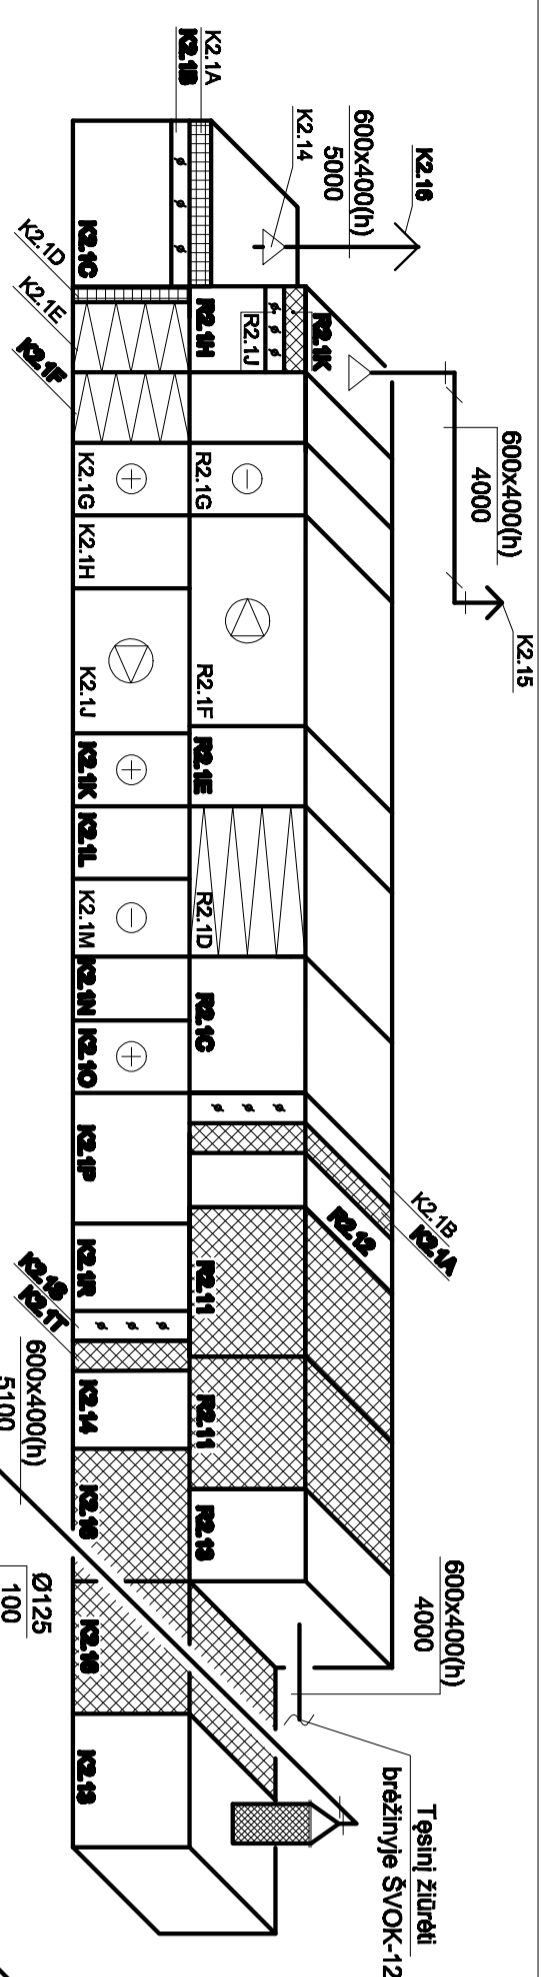 K2.16
600x400(h)
5000
K2.14
K2.1A
K2.1B
K2.1C
K2.1D
K2.1E
K2.1F
R2.1H
R2.1J
R2.1K
600x400(h)
4000
K2.15
R2.1G
R2.1F
R2.1E
R2.1D
R2.1C
K2.1G
K2.1H
K2.1J
K2.1K
K2.1L
K2.1M
K2.1N
K2.1O
K2.1P
K2.1R
K2.1S
K2.1T
K2.1B
K2.1A
R2.12
R2.11
R2.11
R2.13
K2.14
K2.16
K2.16
K2.13
600x400(h)
5100
Ø125
100
600x400(h)
4000
Tęsinį žiūrėti
brėžinyje ŠVOK-12